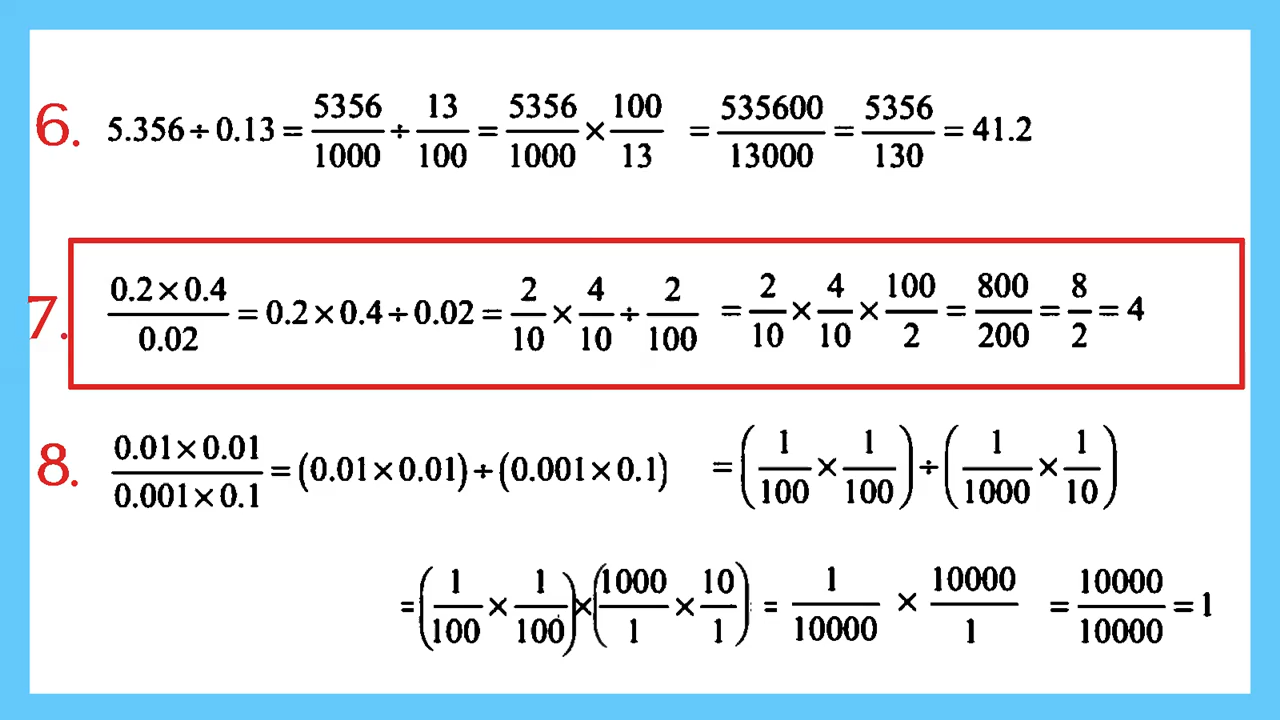 6. 5.356 ÷ 0.13 = 5356/1000 ÷ 13/100 = 5356/1000 × 100/13 = 535600/13000 = 5356/130 = 41.2
7. (0.2 × 0.4)/0.02 = 0.2 × 0.4 ÷ 0.02 = 2/10 × 4/10 ÷ 2/100 = 2/10 × 4/10 × 100/2 = 800/200 = 8/2 = 4
8. (0.01 × 0.01)/(0.001 × 0.1) = (0.01 × 0.01) ÷ (0.001 × 0.1) = (1/100 × 1/100) ÷ (1/1000 × 1/10)
= (1/100 × 1/100) × (1000/1 × 10/1) = 1/10000 × 10000/1 = 10000/10000 = 1